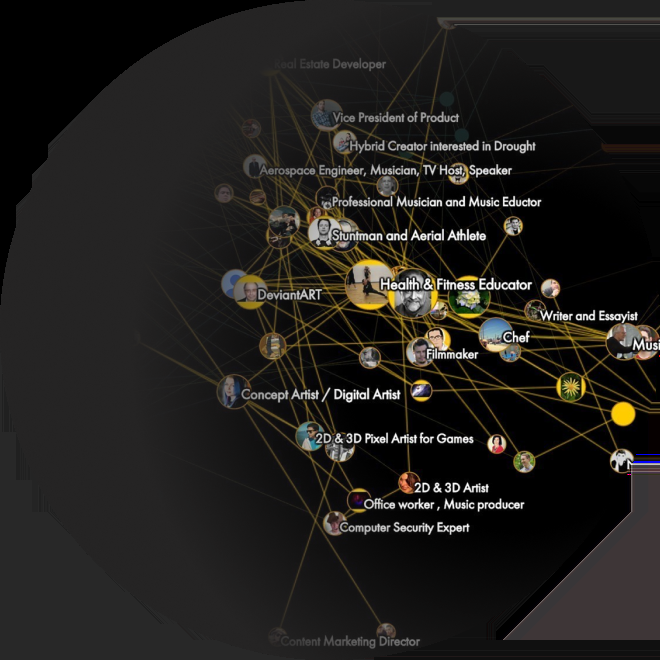 Real Estate Developer
Vice President of Product
Hybrid Creator interested in Drought
Aerospace Engineer, Musician, TV Host, Speaker
Professional Musician and Music Eductor
Stuntman and Aerial Athlete
Health & Fitness Educator
DeviantART
Writer and Essayist
Chef
Musi
Filmmaker
Concept Artist / Digital Artist
2D & 3D Pixel Artist for Games
2D & 3D Artist
Office worker , Music producer
Computer Security Expert
Content Marketing Director